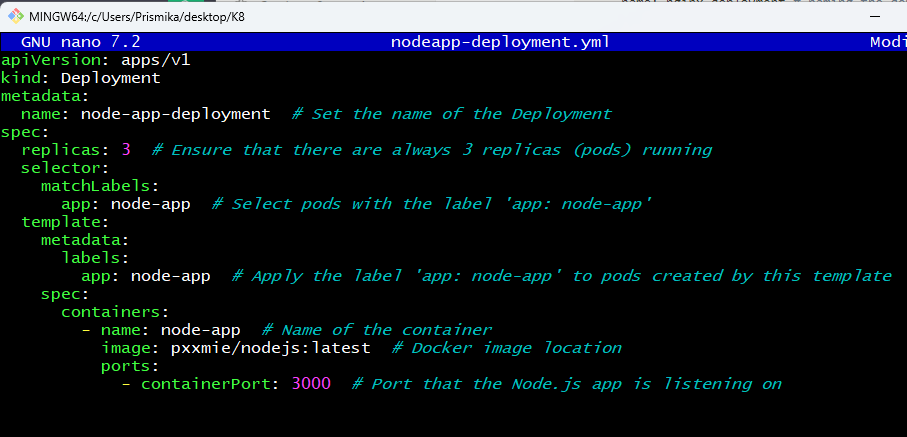 MINGW64:/c/Users/Prismika/desktop/K8
GNU nano 7.2 nodeapp-deployment.yml Modi
apiVersion: apps/v1
kind: Deployment
metadata:
  name: node-app-deployment  # Set the name of the Deployment
spec:
  replicas: 3  # Ensure that there are always 3 replicas (pods) running
  selector:
    matchLabels:
      app: node-app  # Select pods with the label 'app: node-app'
  template:
    metadata:
      labels:
        app: node-app  # Apply the label 'app: node-app' to pods created by this template
    spec:
      containers:
        - name: node-app  # Name of the container
          image: pxxmie/nodejs:latest  # Docker image location
          ports:
            - containerPort: 3000  # Port that the Node.js app is listening on